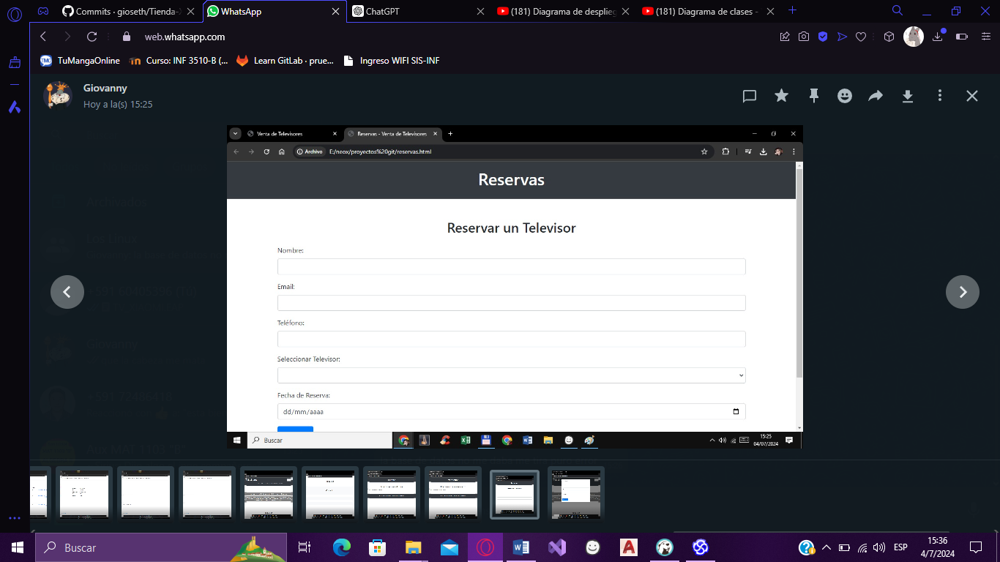 Commits · gioseth/Tienda-
WhatsApp
ChatGPT
(181) Diagrama de desplieg
(181) Diagrama de clases -
web.whatsapp.com
TuMangaOnline
Curso: INF 3510-B (...
Learn GitLab · prue...
Ingreso WIFI SIS-INF
Giovanny
Hoy a la(s) 15:25
Venta de Televisores
Reservas - Venta de Televisores
Archivo
E:/neox/proyectos%20git/reservas.html
Reservas
Reservar un Televisor
Nombre:
Email:
Teléfono:
Seleccionar Televisor:
Fecha de Reserva:
dd/mm/aaaa
Buscar
15:25
04/07/2024
Archivados
Giovanny
Buscar
ESP
15:36
4/7/2024